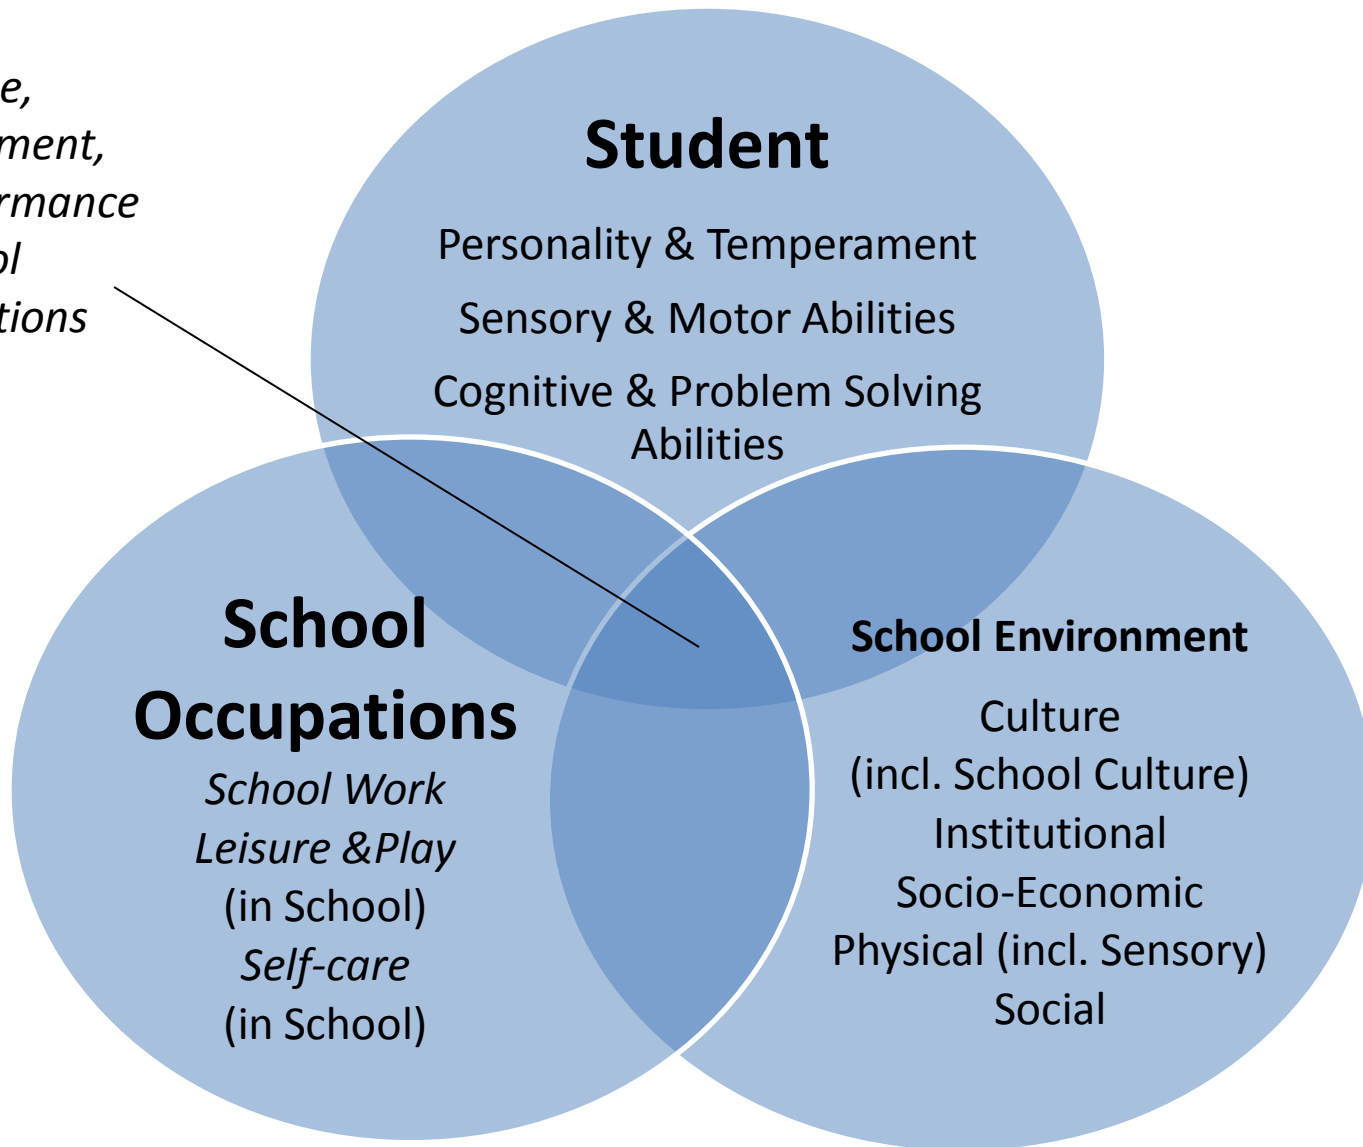 e,
ment,
rmance
ol
tions
Student
Personality & Temperament
Sensory & Motor Abilities
Cognitive & Problem Solving
Abilities
School
Occupations
School Work
Leisure &Play
(in School)
Self-care
(in School)
School Environment
Culture
(incl. School Culture)
Institutional
Socio-Economic
Physical (incl. Sensory)
Social